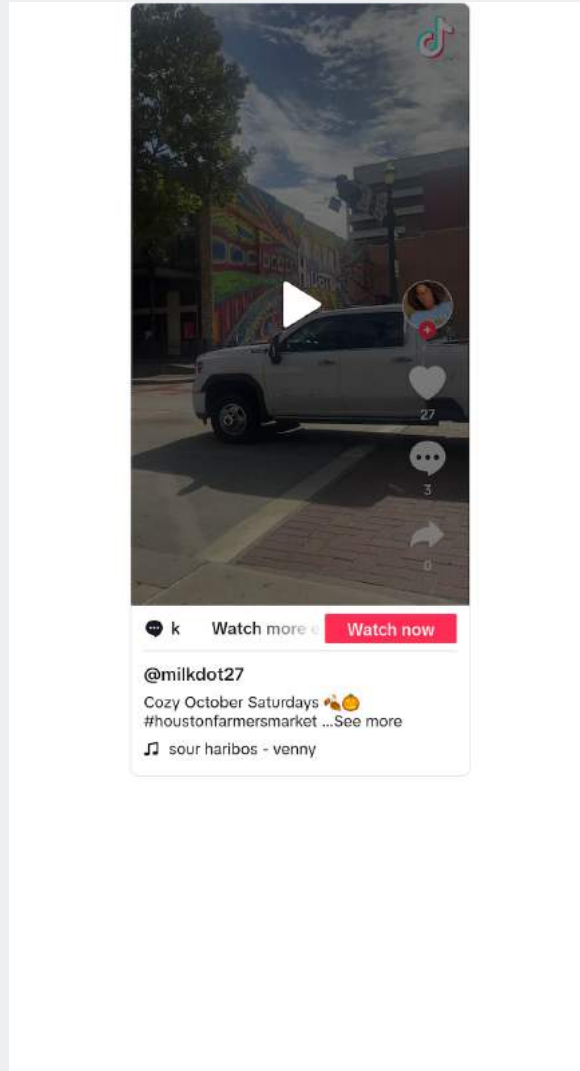 27
3
0
k Watch more e Watch now
@milkdot27
Cozy October Saturdays 🍂🎃
#houstonfarmersmarket ...See more
sour haribos - venny